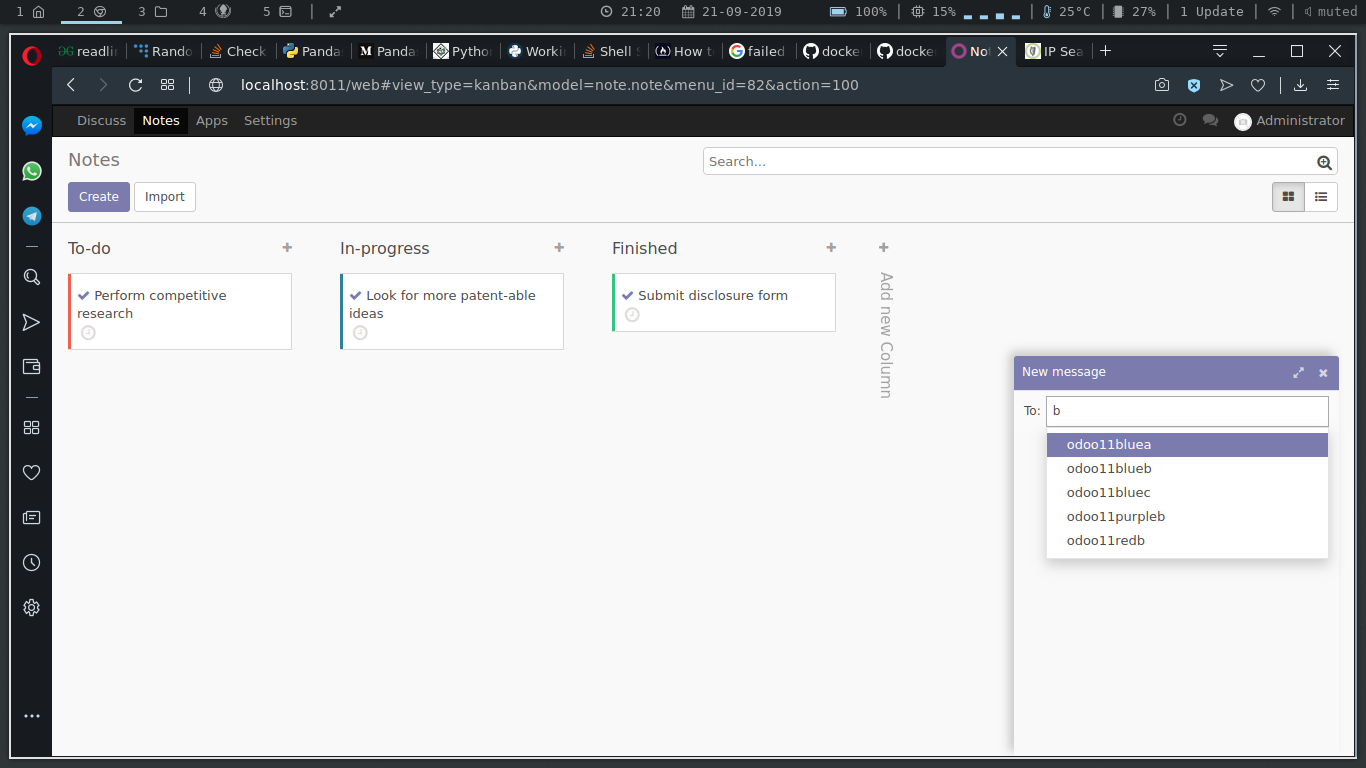 1 2 3 4 5 21:20 21-09-2019 100% 15% 25°C 27% 1 Update muted
readlin Rando Check Panda Panda Pytho Worki Shell S How t failed docke docke Not IP Sea
localhost:8011/web#view_type=kanban&model=note.note&menu_id=82&action=100
Discuss Notes Apps Settings Administrator
Notes Search...
Create Import
To-do In-progress Finished
Add new Column
Perform competitive
research
Look for more patent-able
ideas
Submit disclosure form
New message
To: b
odoo11bluea
odoo11blueb
odoo11bluec
odoo11purpleb
odoo11redb